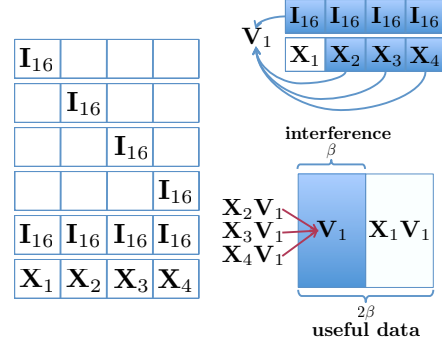 I₁₆
I₁₆
I₁₆
I₁₆
I₁₆ I₁₆ I₁₆ I₁₆
X₁ X₂ X₃ X₄
I₁₆ I₁₆ I₁₆ I₁₆
V₁
X₁ X₂ X₃ X₄
interference
β
X₂V₁
X₃V₁
X₄V₁
V₁ X₁V₁
2β
useful data